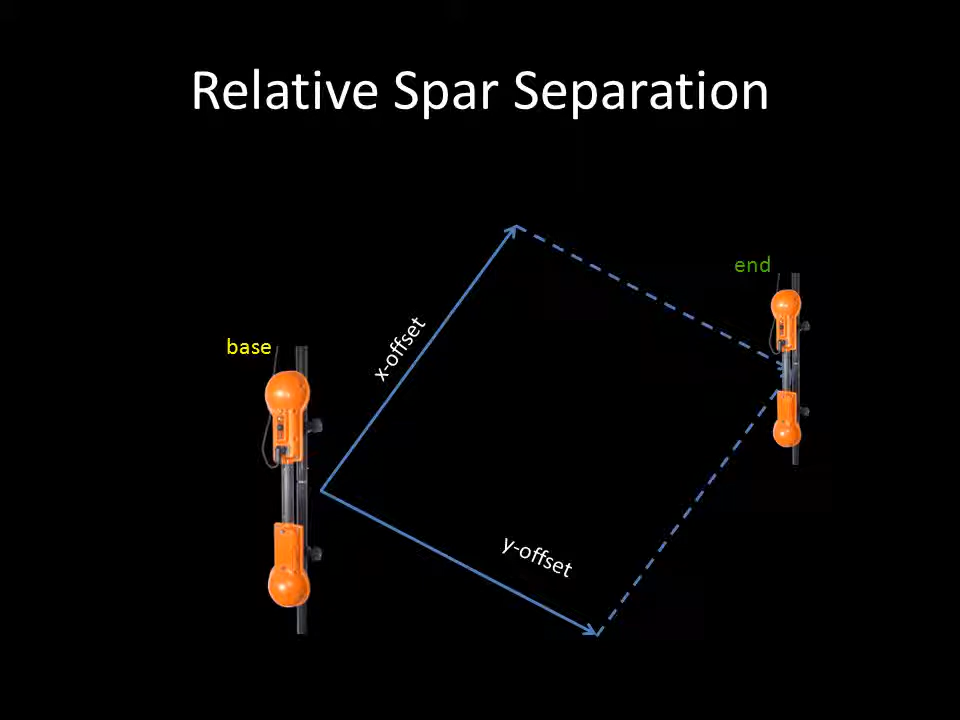 Relative Spar Separation
end
base
x-offset
y-offset